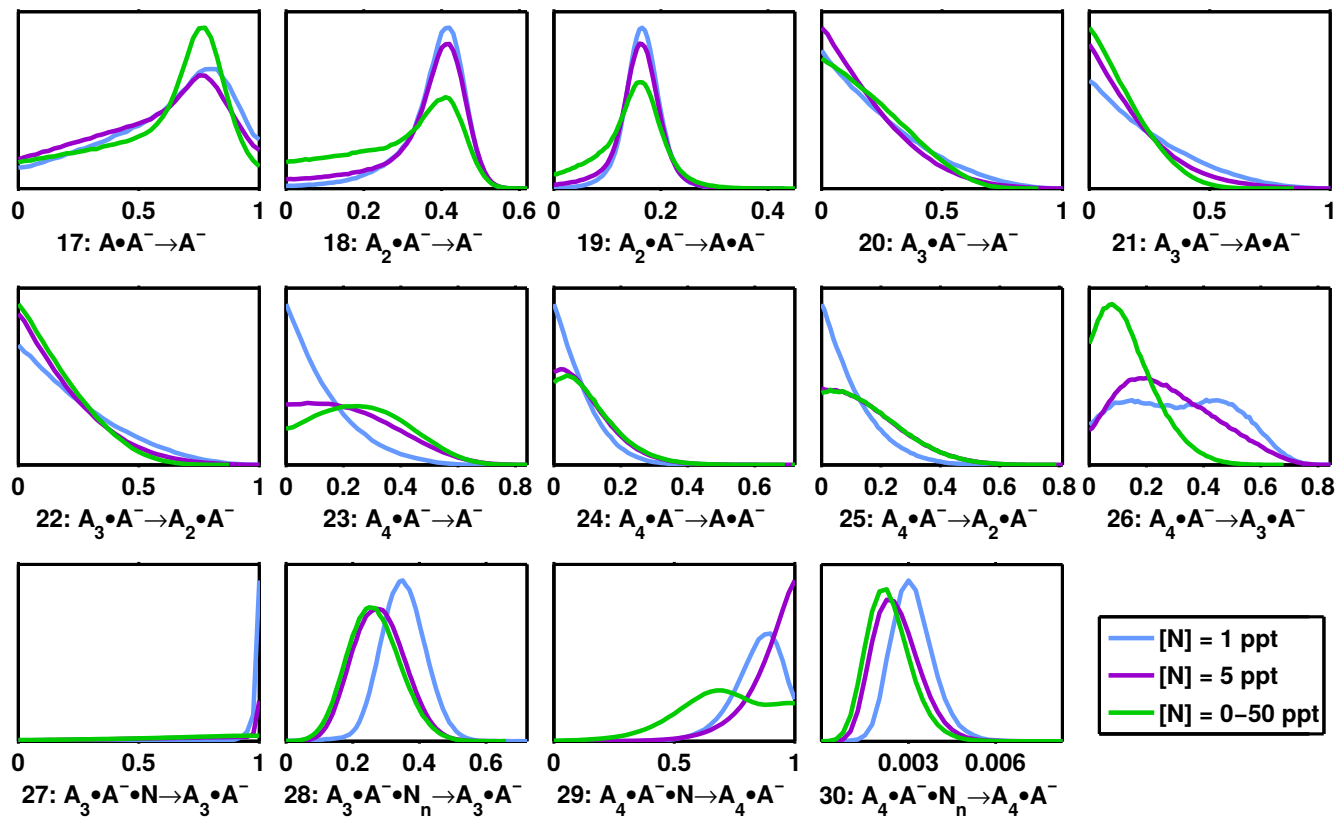 0 0.5 1 0 0.2 0.4 0.6 0 0.2 0.4 0 0.5 1 0 0.5 1
17: A•A⁻→A⁻ 18: A₂•A⁻→A⁻ 19: A₂•A⁻→A•A⁻ 20: A₃•A⁻→A⁻ 21: A₃•A⁻→A•A⁻
0 0.5 1 0 0.2 0.4 0.6 0.8 0 0.2 0.4 0.6 0 0.2 0.4 0.6 0.8 0 0.2 0.4 0.6 0.8
22: A₃•A⁻→A₂•A⁻ 23: A₄•A⁻→A⁻ 24: A₄•A⁻→A•A⁻ 25: A₄•A⁻→A₂•A⁻ 26: A₄•A⁻→A₃•A⁻
0 0.5 1 0 0.2 0.4 0.6 0 0.5 1 0.003 0.006
27: A₃•A⁻•N→A₃•A⁻ 28: A₃•A⁻•Nₙ→A₃•A⁻ 29: A₄•A⁻•N→A₄•A⁻ 30: A₄•A⁻•Nₙ→A₄•A⁻
[N] = 1 ppt
[N] = 5 ppt
[N] = 0−50 ppt